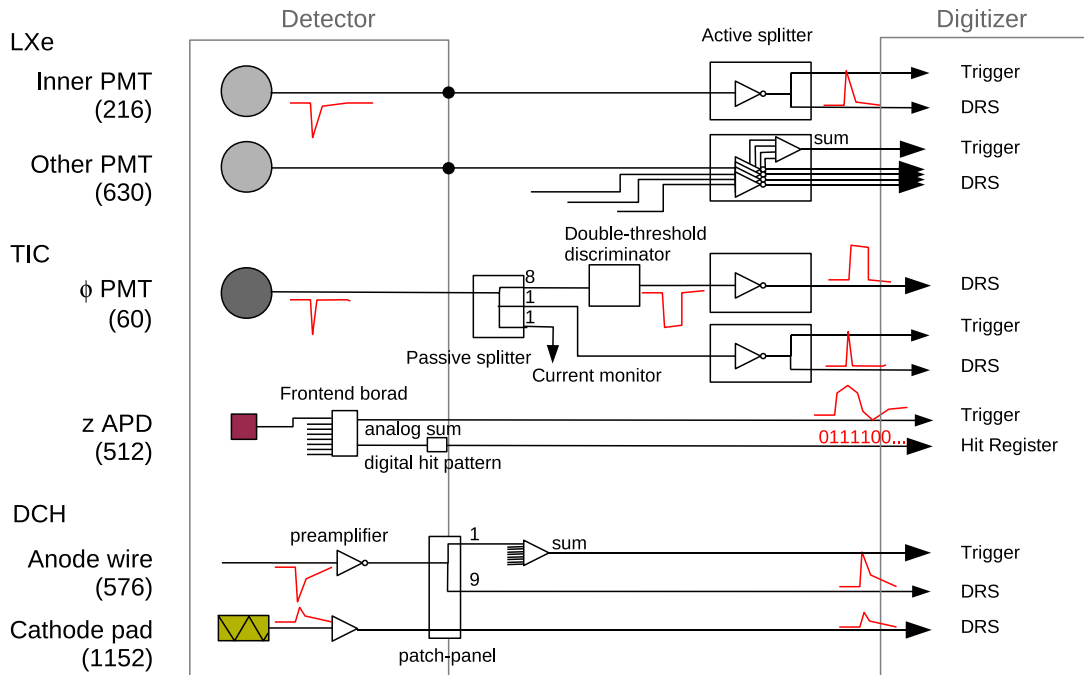 Detector
Digitizer
LXe
Active splitter
Inner PMT
(216)
Trigger
DRS
Other PMT
(630)
sum
Trigger
DRS
TIC
Double-threshold
discriminator
φ PMT
(60)
8
1
1
DRS
Passive splitter
Current monitor
Trigger
DRS
Frontend borad
z APD
(512)
analog sum
digital hit pattern
Trigger
0111100...
Hit Register
DCH
preamplifier
Anode wire
(576)
1
sum
9
Trigger
DRS
Cathode pad
(1152)
DRS
patch-panel